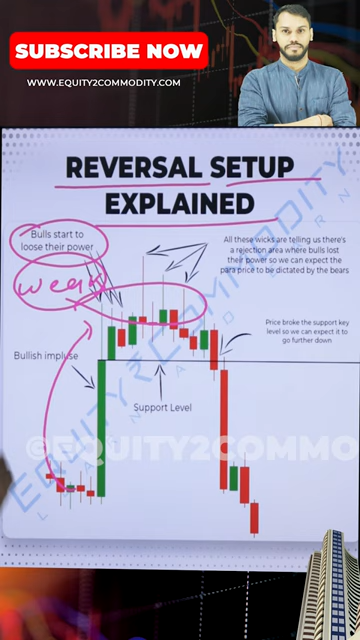 SUBSCRIBE NOW
WWW.EQUITY2COMMODITY.COM
REVERSAL SETUP
EXPLAINED
Bulls start to
loose their power
weak
All these wicks are telling us there's
a rejection area where bulls lost
their power so we can expect the
para price to be dictated by the bears
Price broke the support key
level so we can expect it to
go further down
Bullish impluse
Support Level
@EQUITY2COMMO
EQUITY2COMMODITY